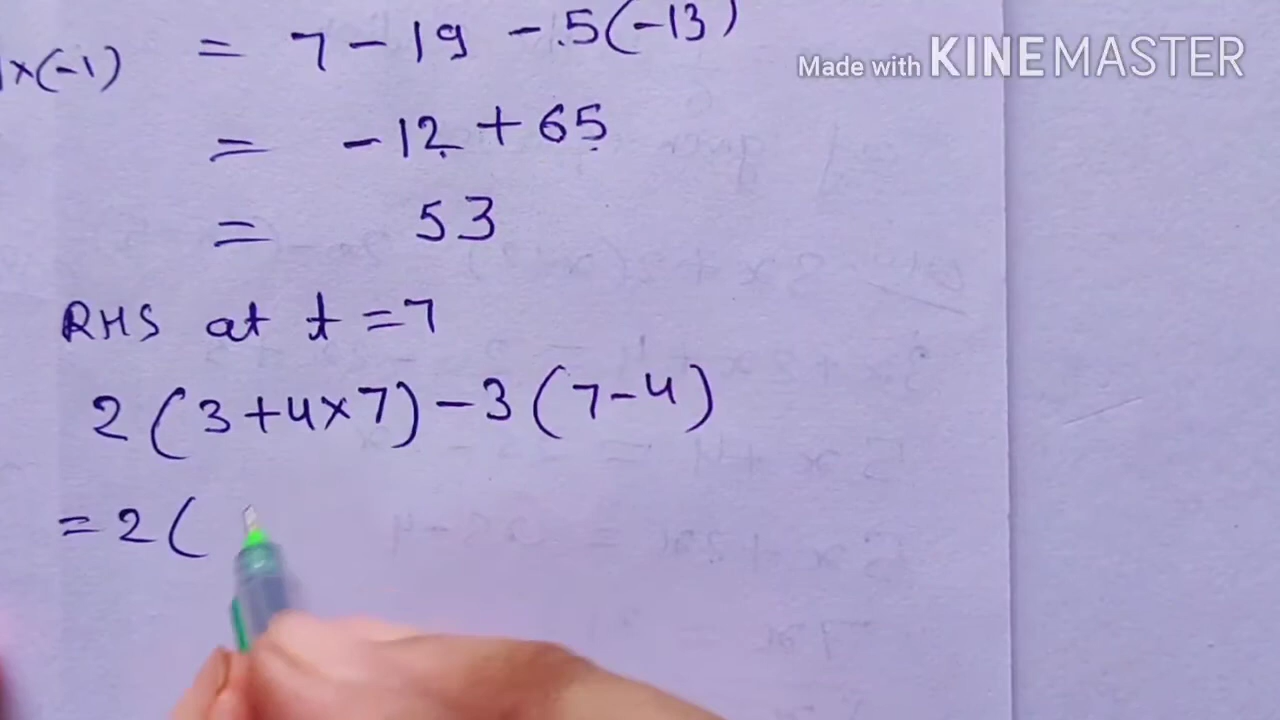 x(-1) = 7 - 19 - 5(-13)
Made with KINEMASTER
= -12 + 65
= 53
RHS at t = 7
2 (3 + 4 x 7) - 3 (7 - 4)
= 2 (